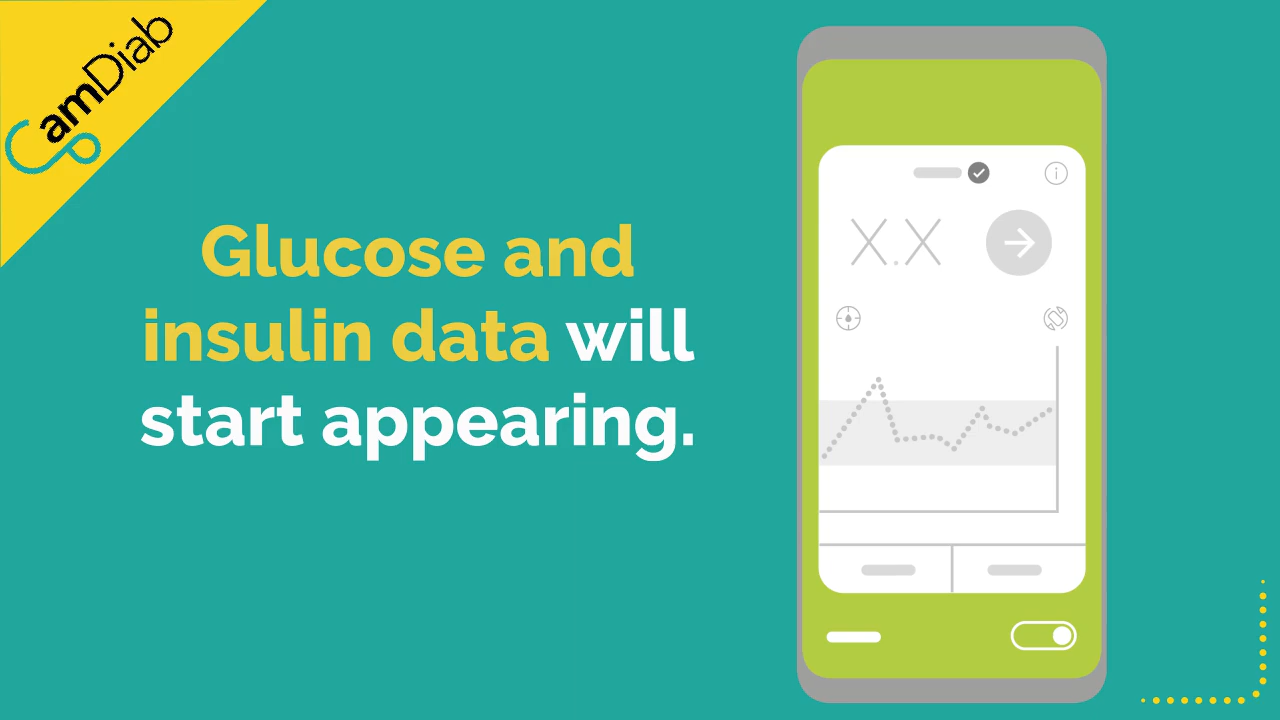 CamDiab
Glucose and
insulin data will
start appearing.
X.X